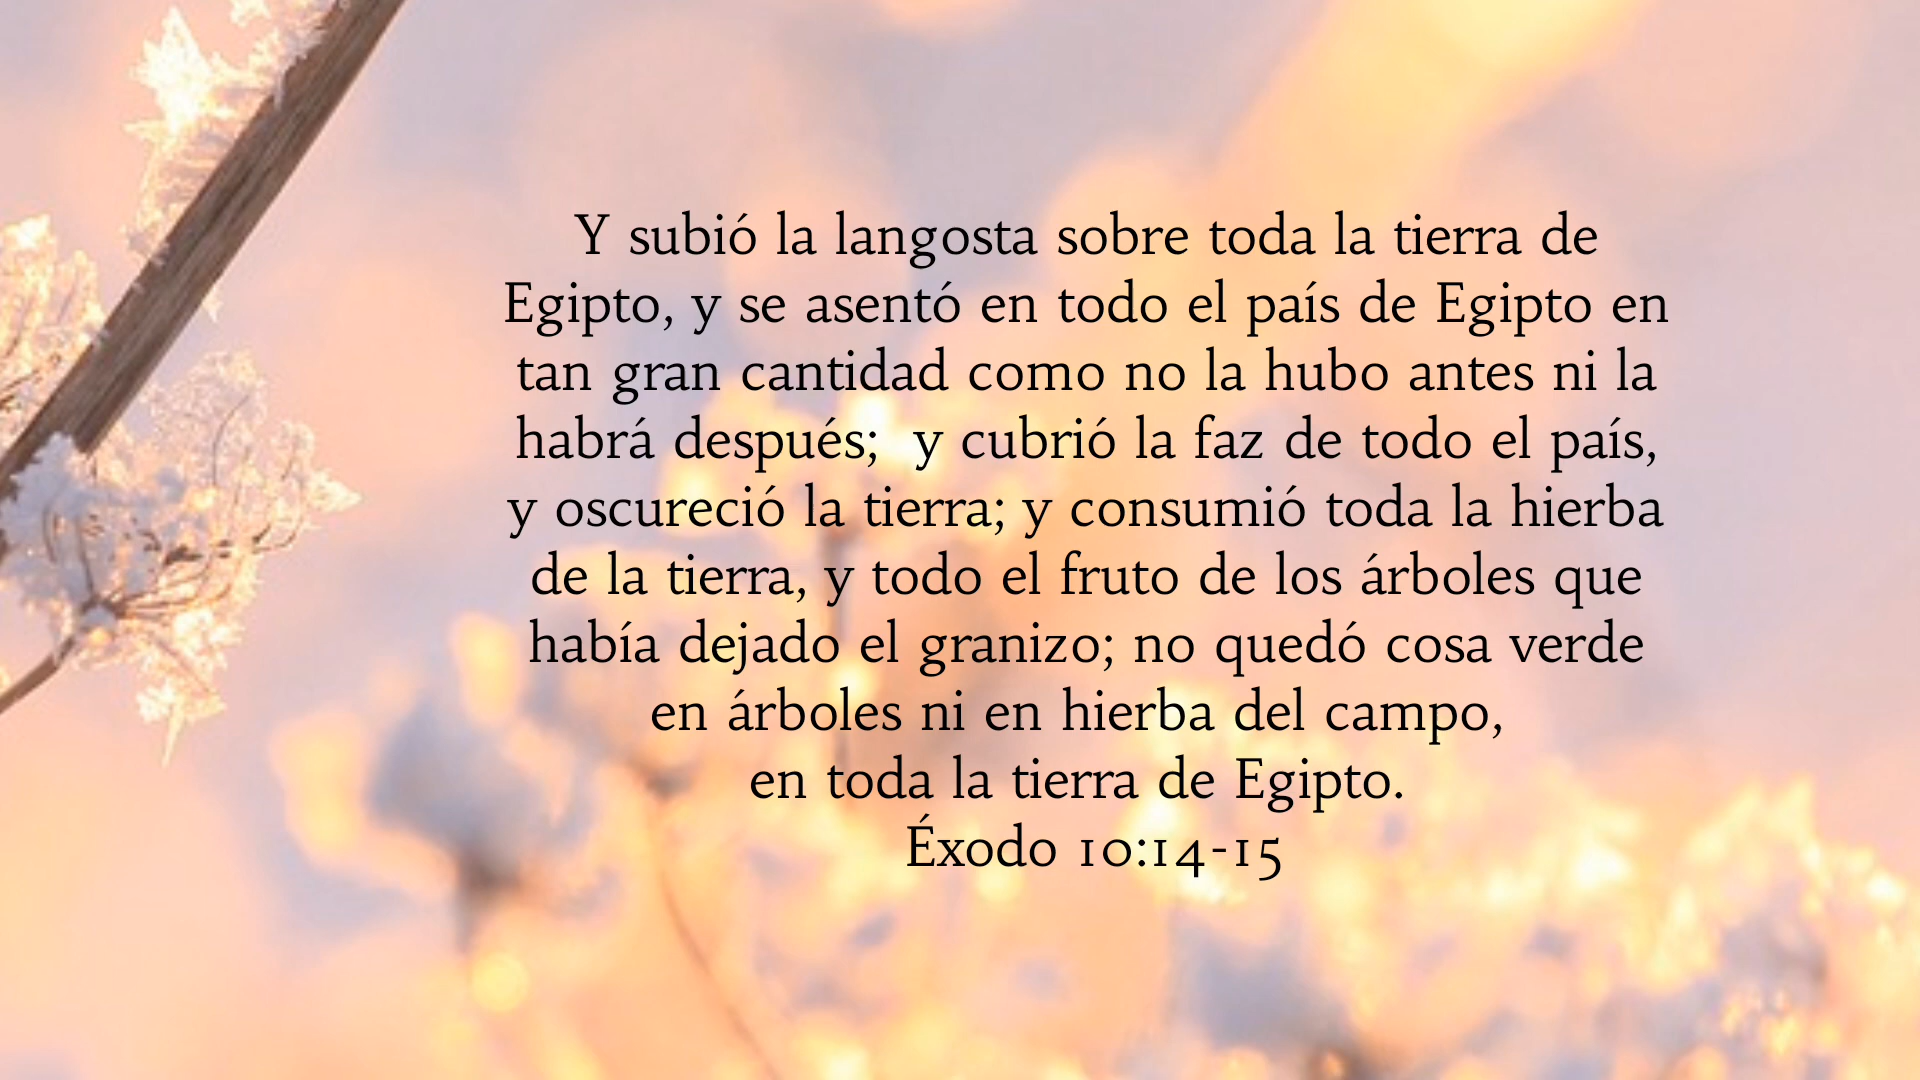 Y subió la langosta sobre toda la tierra de
Egipto, y se asentó en todo el país de Egipto en
tan gran cantidad como no la hubo antes ni la
habrá después;  y cubrió la faz de todo el país,
y oscureció la tierra; y consumió toda la hierba
de la tierra, y todo el fruto de los árboles que
había dejado el granizo; no quedó cosa verde
en árboles ni en hierba del campo,
en toda la tierra de Egipto.
Éxodo 10:14-15